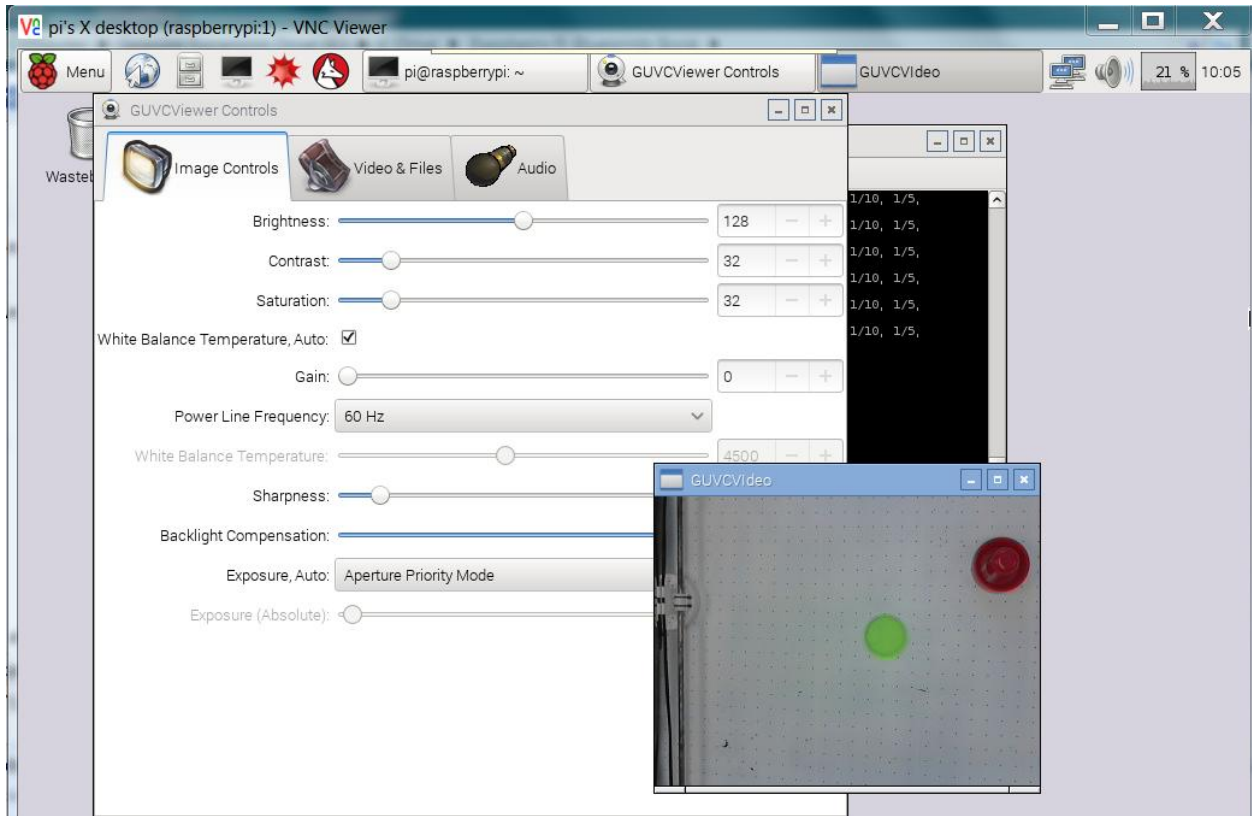 pi's X desktop (raspberrypi:1) - VNC Viewer
Menu pi@raspberrypi: ~ GUVCViewer Controls GUVCVIdeo 21 % 10:05
GUVCViewer Controls
Image Controls Video & Files Audio
Brightness: 128
Contrast: 32
Saturation: 32
White Balance Temperature, Auto:
Gain: 0
Power Line Frequency: 60 Hz
White Balance Temperature: 4500
Sharpness:
Backlight Compensation:
Exposure, Auto: Aperture Priority Mode
Exposure (Absolute):
1/10, 1/5,
1/10, 1/5,
1/10, 1/5,
1/10, 1/5,
1/10, 1/5,
1/10, 1/5,
GUVCVIdeo